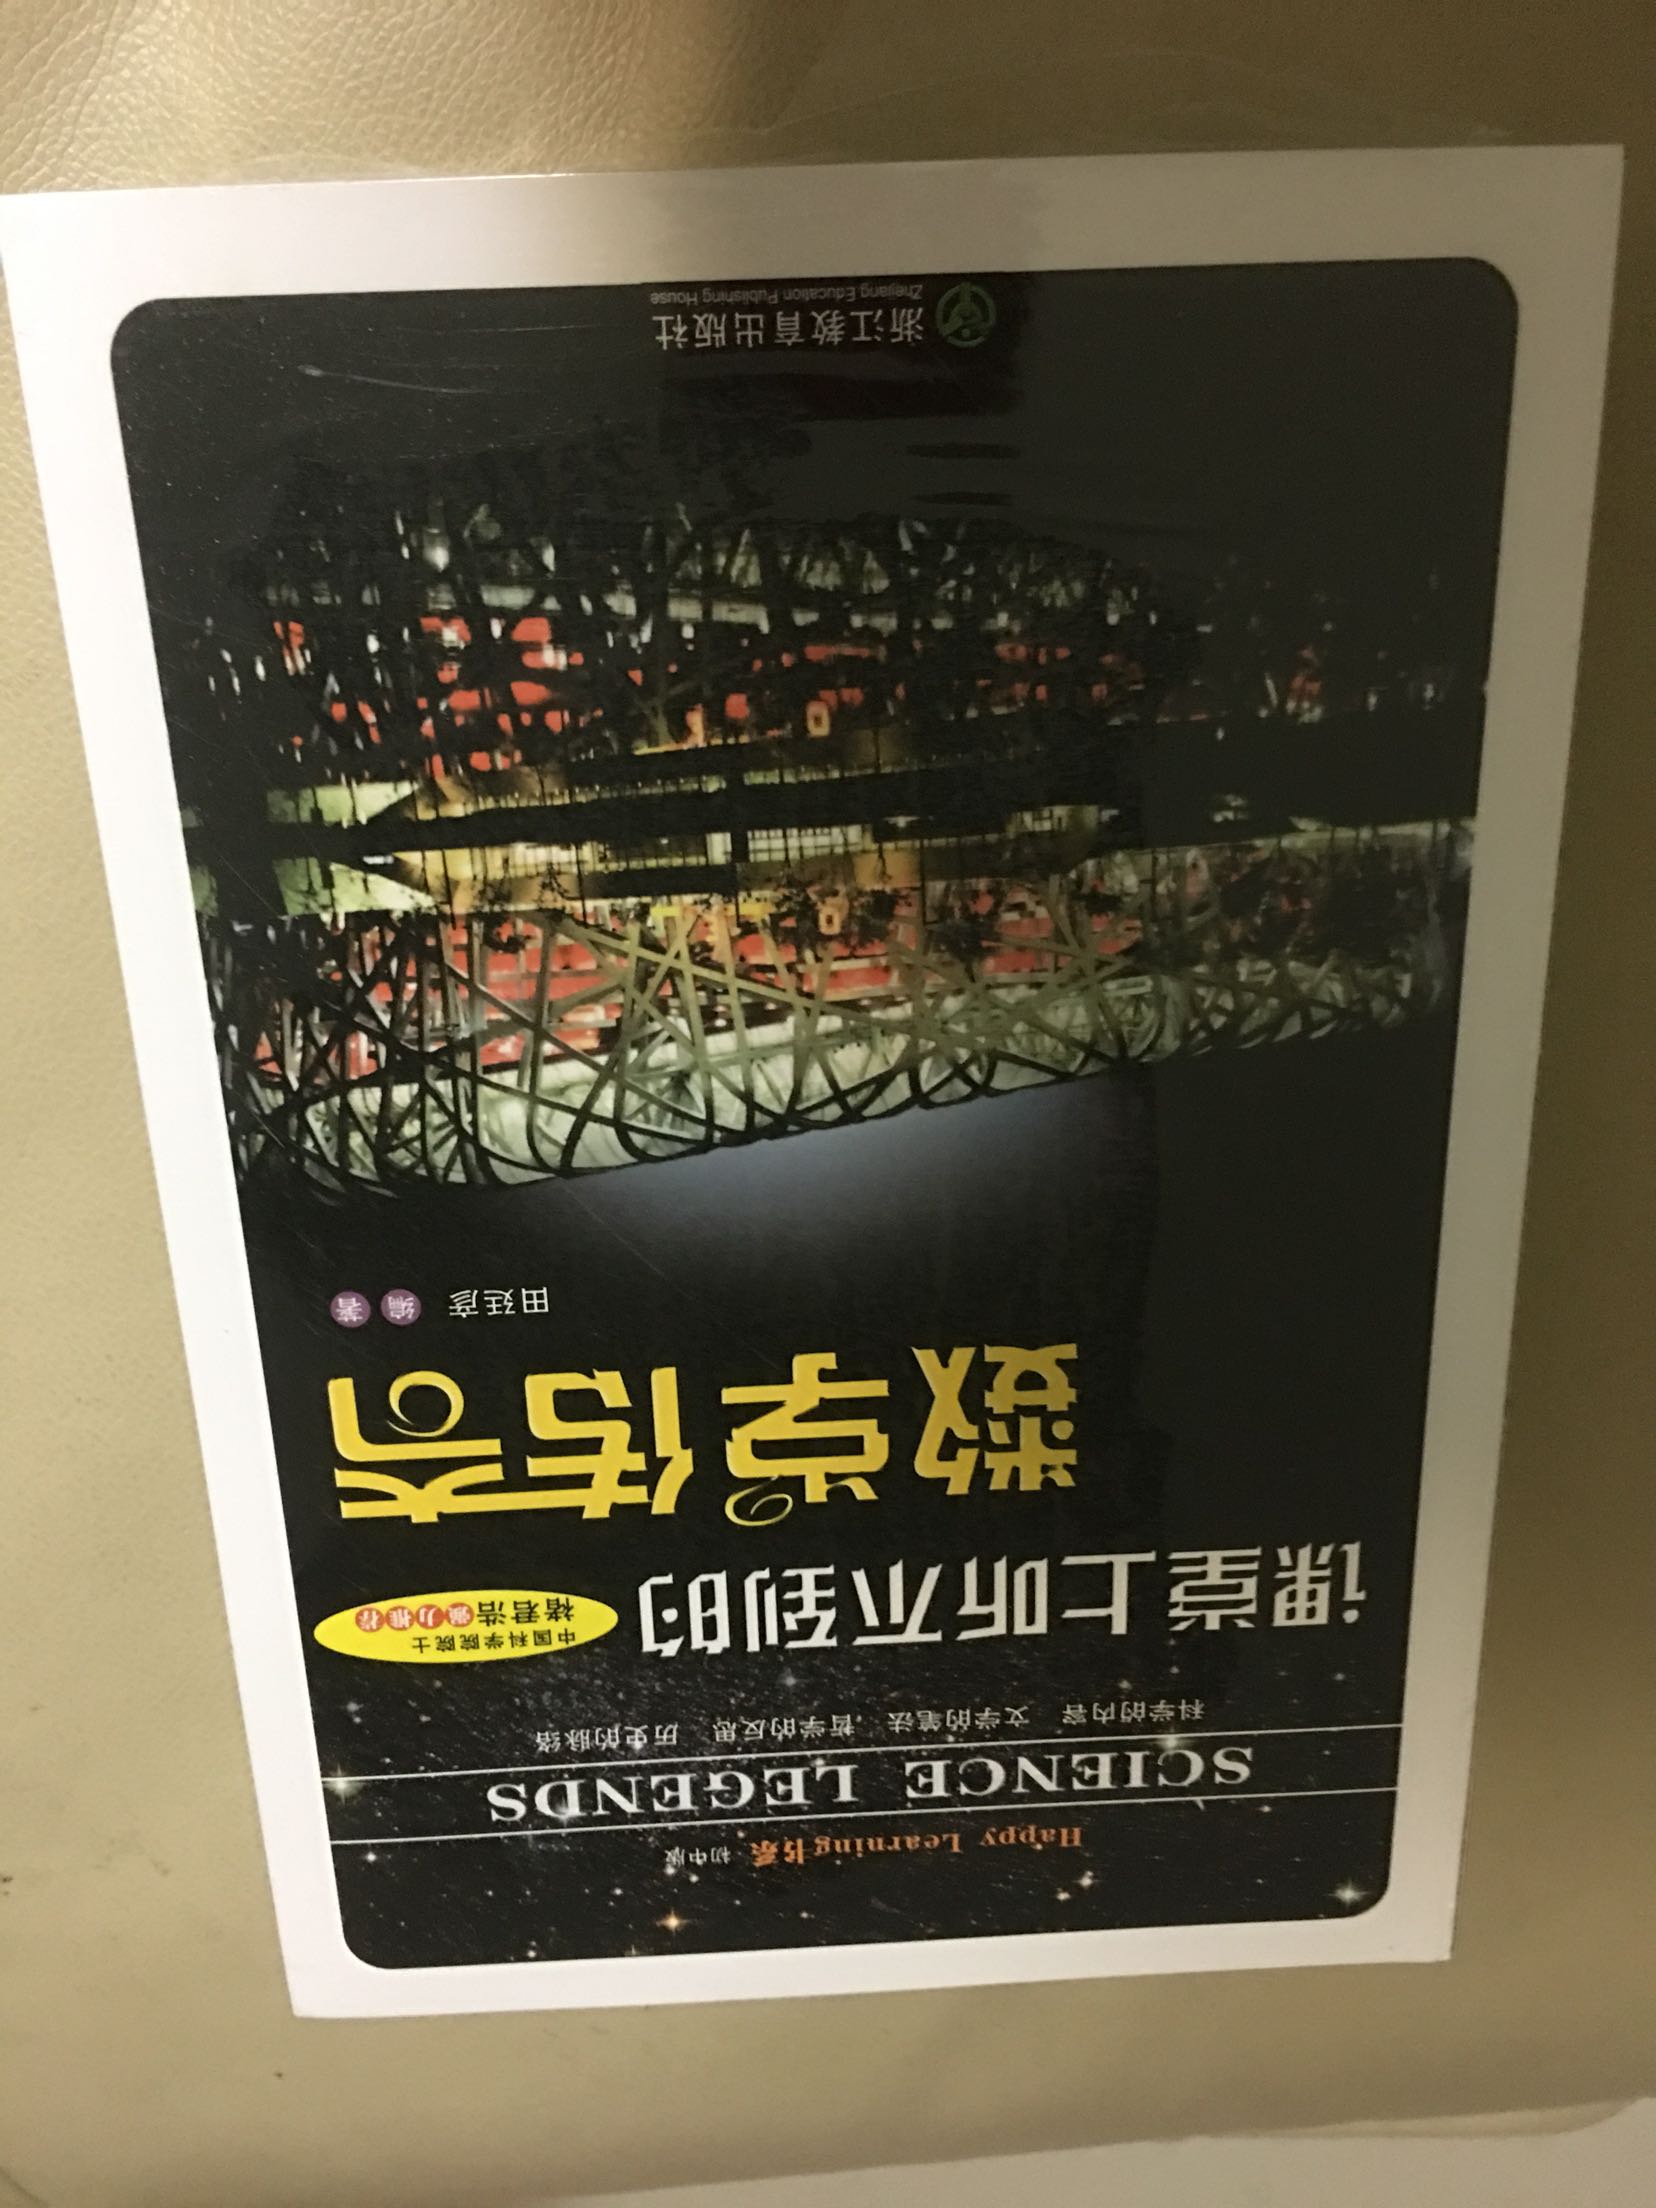 Happy Learning书系 初中版
SCIENCE LEGENDS
科学的内容 文学的笔法 哲学的反思 历史的脉络
中国科学院院士
褚君浩强力推荐
课堂上听不到的
数学传奇
田廷彦 编著
浙江教育出版社
Zhejiang Education Publishing House